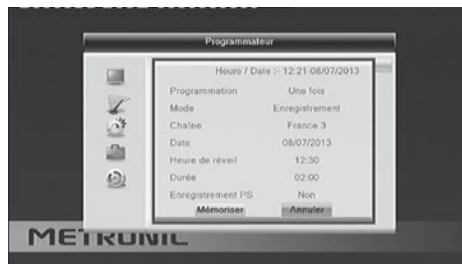 Programmateur
Heure / Date :- 12:21-08/07/2013
Programmation Une fois
Mode Enregistrement
Chaîne France 3
Date 08/07/2013
Heure de réveil 12:30
Durée 02:00
Enregistrement PS Non
Mémoriser Annuler
METRONIC